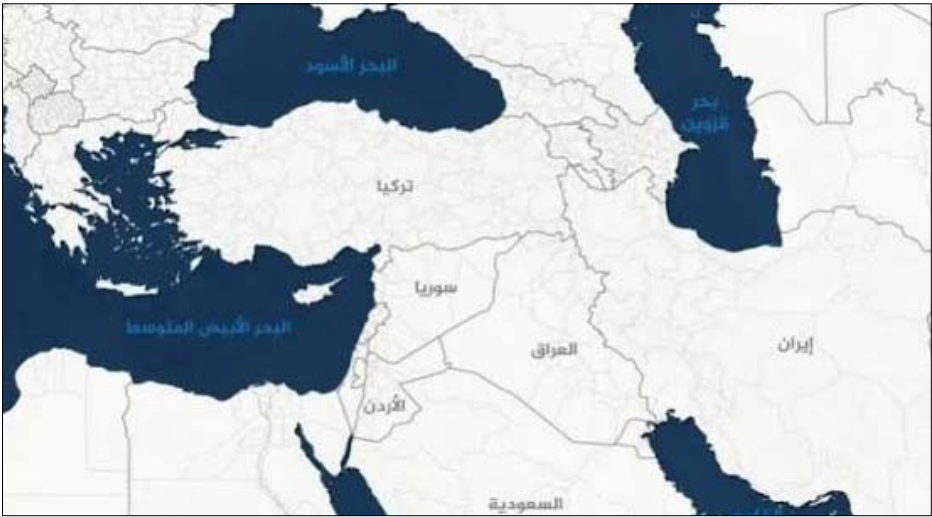 البحر الأسود
بحر
قزوين
تركيا
سوريا
البحر الأبيض المتوسط
العراق
إيران
الأردن
السعودية